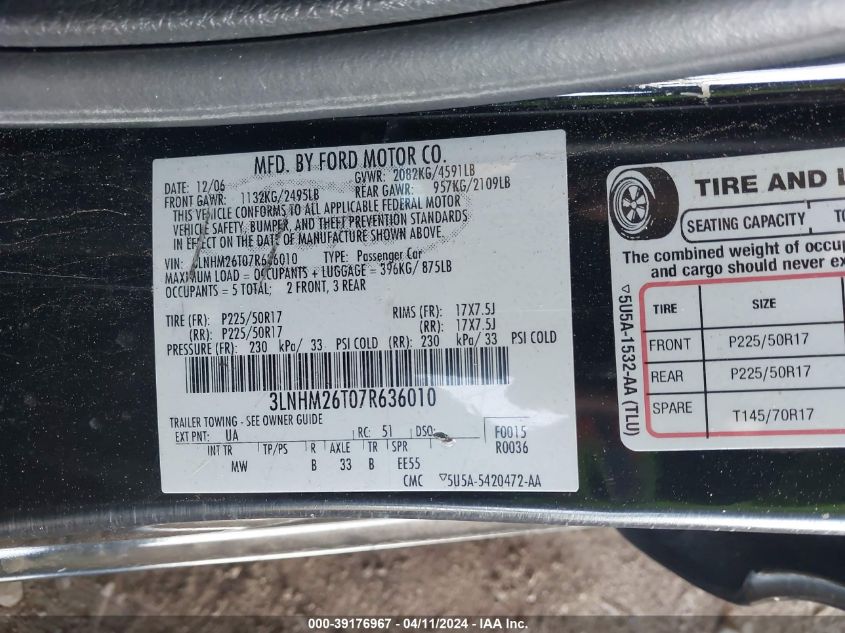 MFD. BY FORD MOTOR CO.
DATE: 12/06 GVWR: 2082KG/4591LB
FRONT GAWR: 1132KG/2495LB REAR GAWR: 957KG/2109LB
THIS VEHICLE CONFORMS TO ALL APPLICABLE FEDERAL MOTOR
VEHICLE SAFETY, BUMPER, AND THEFT PREVENTION STANDARDS
IN EFFECT ON THE DATE OF MANUFACTURE SHOWN ABOVE.
VIN: 3LNHM26T07R636010 TYPE: Passenger Car
MAXIMUM LOAD = OCCUPANTS + LUGGAGE = 396KG/875LB
OCCUPANTS = 5 TOTAL: 2 FRONT, 3 REAR
TIRE (FR): P225/50R17 RIMS (FR): 17X7.5J
(RR): P225/50R17 (RR): 17X7.5J
PRESSURE (FR): 230 kPa/ 33 PSI COLD (RR): 230 kPa/ 33 PSI COLD
3LNHM26T07R636010
TRAILER TOWING - SEE OWNER GUIDE
EXT PNT: UA RC: 51 DSO: F0015
R0036
INT TR TP/PS R AXLE TR SPR
MW B 33 B EE55
CMC ▽5U5A-5420472-AA
TIRE AND L
SEATING CAPACITY TO
The combined weight of occup
and cargo should never ex
▽5U5A-1532-AA (TLU)
TIRE SIZE
FRONT P225/50R17
REAR P225/50R17
SPARE T145/70R17
000-39176967 - 04/11/2024 - IAAI.COM